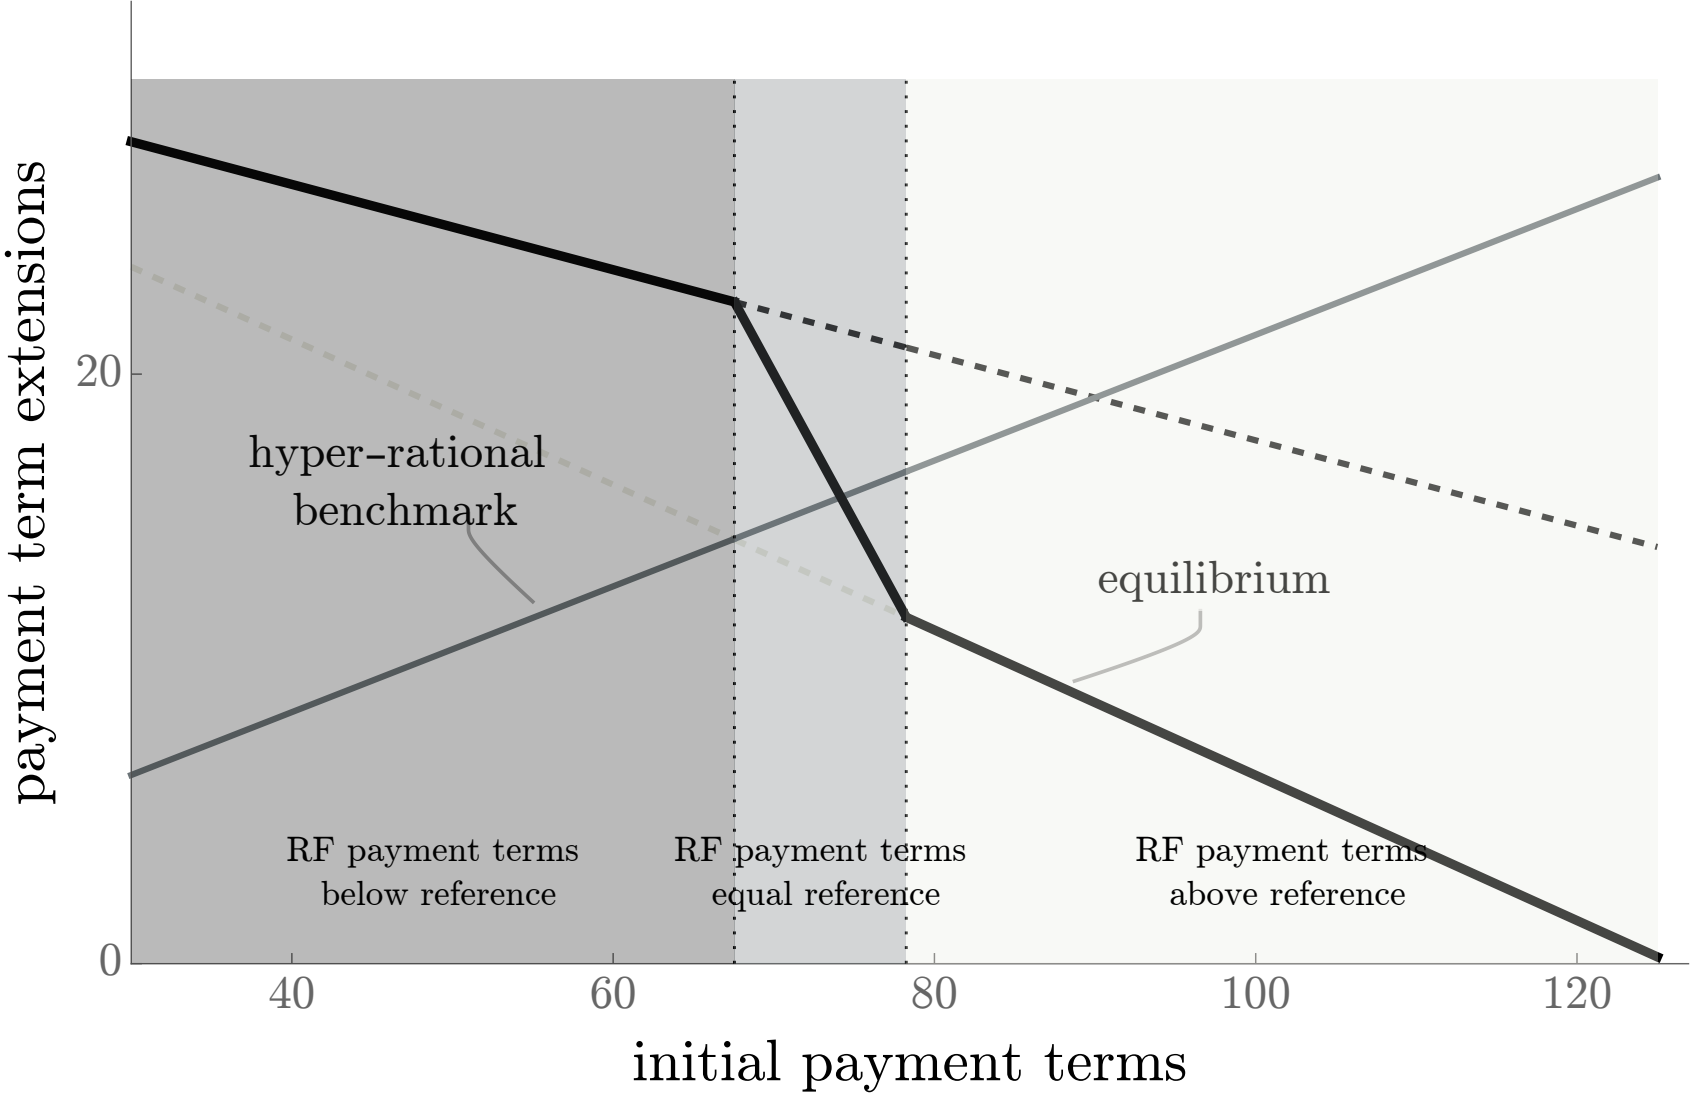 payment term extensions
20
0
hyper-rational
benchmark
equilibrium
RF payment terms
below reference
RF payment terms
equal reference
RF payment terms
above reference
40
60
80
100
120
initial payment terms